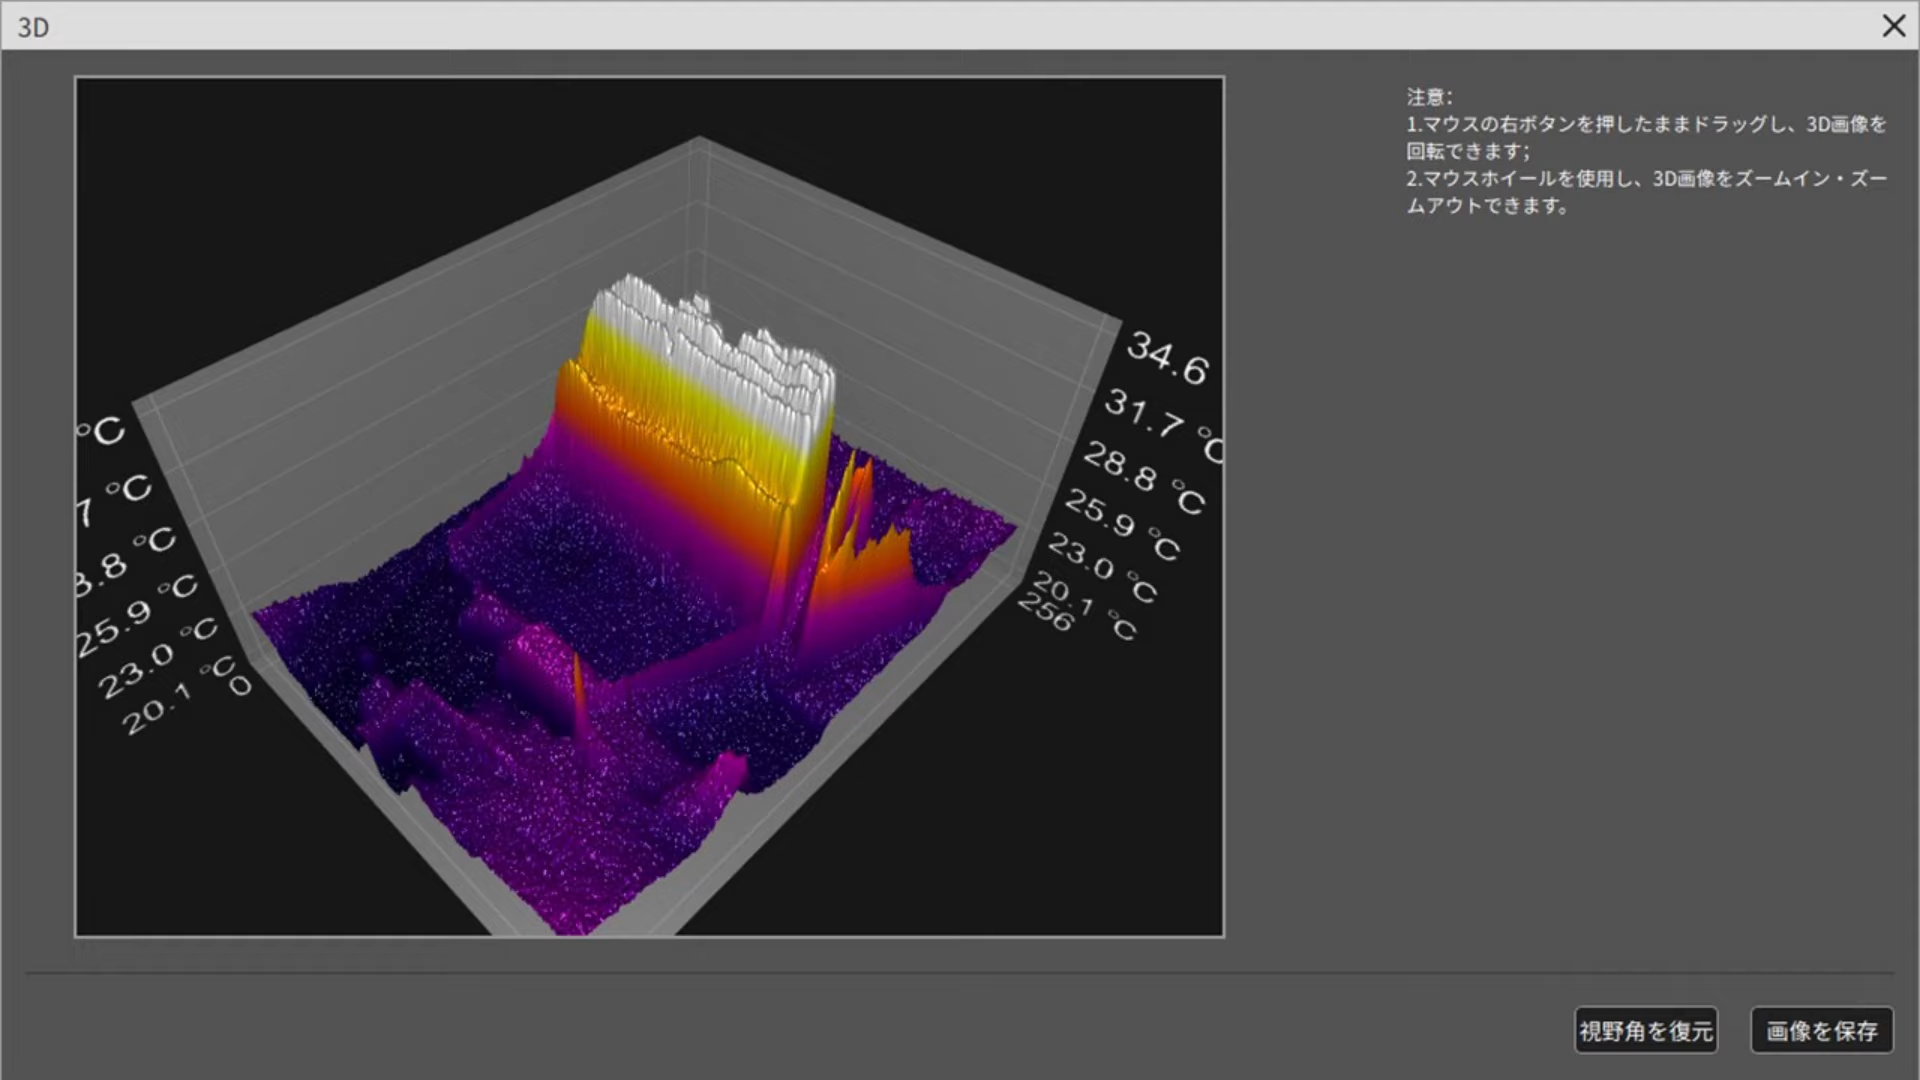 3D
注意：
1.マウスの右ボタンを押したままドラッグし、3D画像を
回転できます；
2.マウスホイールを使用し、3D画像をズームイン・ズー
ムアウトできます。
34.6
31.7 °C
28.8 °C
25.9 °C
23.0 °C
20.1 °C
256
°C
7 °C
8.8 °C
25.9 °C
23.0 °C
20.1 °C
0
視野角を復元
画像を保存